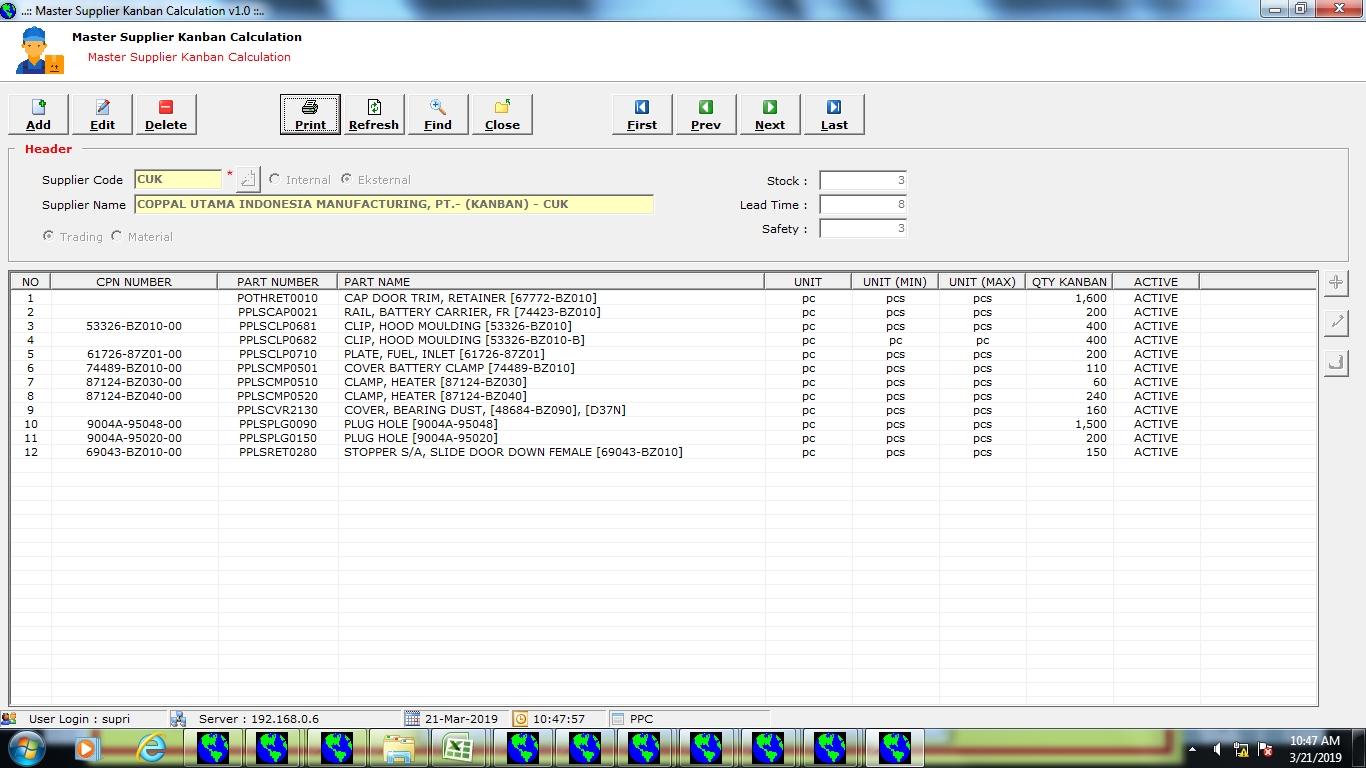 ..:: Master Supplier Kanban Calculation v1.0 ::..
Master Supplier Kanban Calculation
Master Supplier Kanban Calculation
Add Edit Delete Print Refresh Find Close First Prev Next Last
Header
Supplier Code CUK * Internal Eksternal Stock : 3
Supplier Name COPPAL UTAMA INDONESIA MANUFACTURING, PT.- (KANBAN) - CUK Lead Time : 8
Safety : 3
Trading Material
NO CPN NUMBER PART NUMBER PART NAME UNIT UNIT (MIN) UNIT (MAX) QTY KANBAN ACTIVE
1 POTHRET0010 CAP DOOR TRIM, RETAINER [67772-BZ010] pc pcs pcs 1,600 ACTIVE
2 PPLSCAP0021 RAIL, BATTERY CARRIER, FR [74423-BZ010] pc pcs pcs 200 ACTIVE
3 53326-BZ010-00 PPLSCLP0681 CLIP, HOOD MOULDING [53326-BZ010] pc pcs pcs 400 ACTIVE
4 PPLSCLP0682 CLIP, HOOD MOULDING [53326-BZ010-B] pc pc pc 400 ACTIVE
5 61726-87Z01-00 PPLSCLP0710 PLATE, FUEL, INLET [61726-87Z01] pc pcs pcs 200 ACTIVE
6 74489-BZ010-00 PPLSCMP0501 COVER BATTERY CLAMP [74489-BZ010] pc pcs pcs 110 ACTIVE
7 87124-BZ030-00 PPLSCMP0510 CLAMP, HEATER [87124-BZ030] pc pcs pcs 60 ACTIVE
8 87124-BZ040-00 PPLSCMP0520 CLAMP, HEATER [87124-BZ040] pc pcs pcs 240 ACTIVE
9 PPLSCVR2130 COVER, BEARING DUST, [48684-BZ090], [D37N] pc pcs pcs 160 ACTIVE
10 9004A-95048-00 PPLSPLG0090 PLUG HOLE [9004A-95048] pc pcs pcs 1,500 ACTIVE
11 9004A-95020-00 PPLSPLG0150 PLUG HOLE [9004A-95020] pc pcs pcs 200 ACTIVE
12 69043-BZ010-00 PPLSRET0280 STOPPER S/A, SLIDE DOOR DOWN FEMALE [69043-BZ010] pc pcs pcs 150 ACTIVE
User Login : supri Server : 192.168.0.6 21-Mar-2019 10:47:57 PPC
10:47 AM
3/21/2019